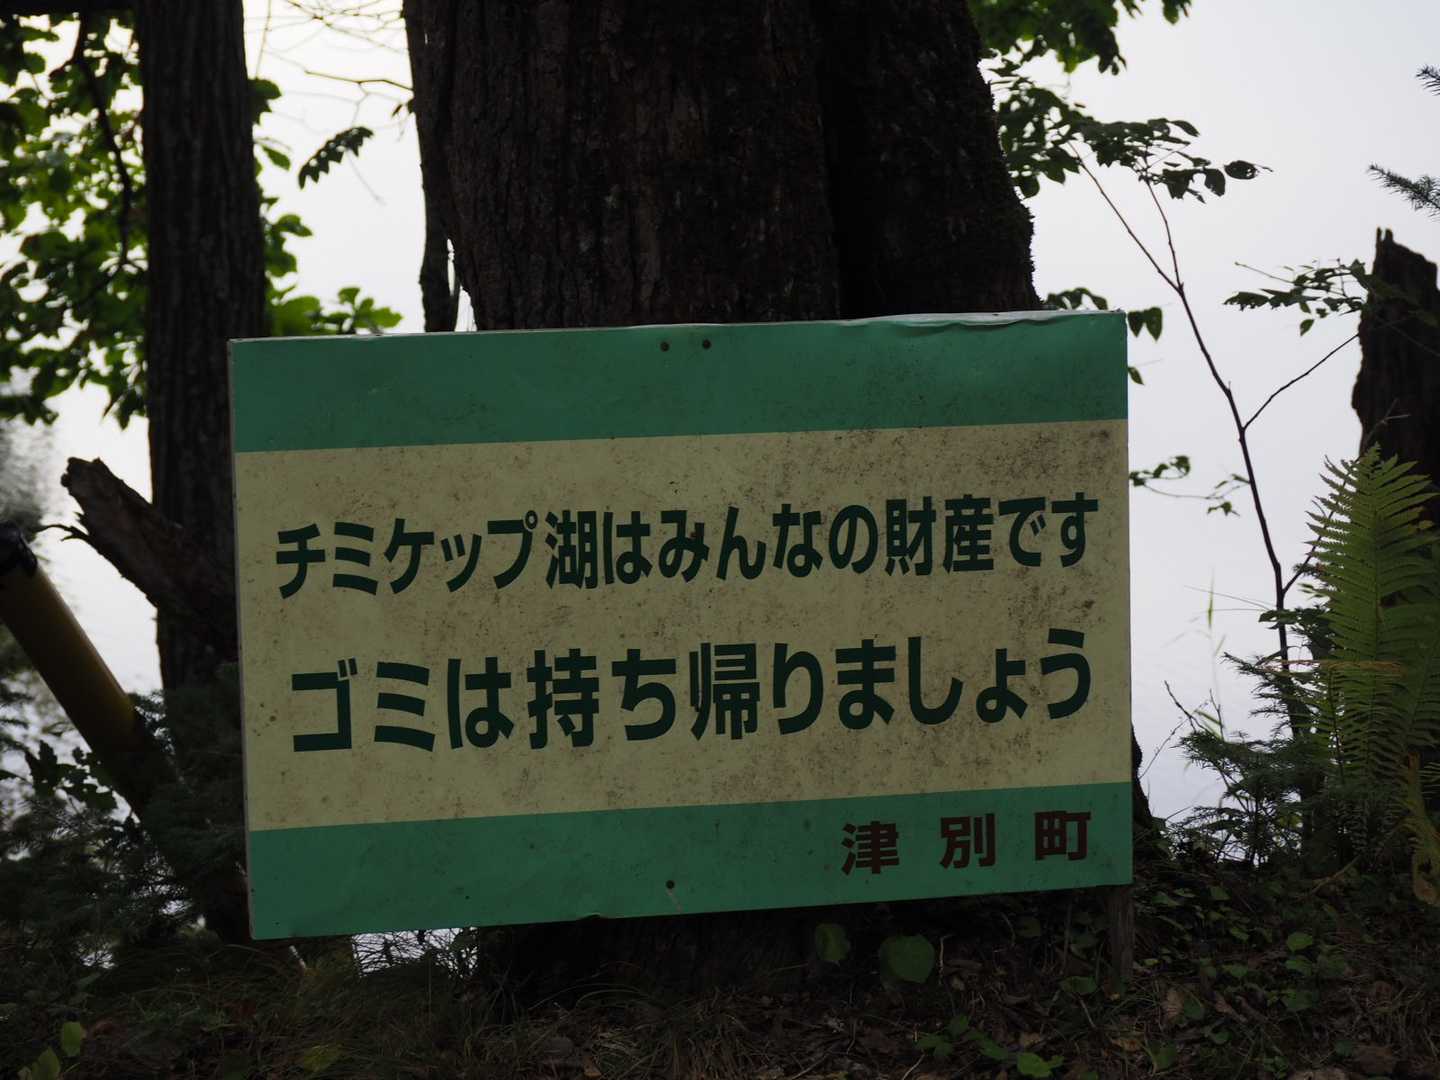 チミケップ湖はみんなの財産です
ゴミは持ち帰りましょう
津別町